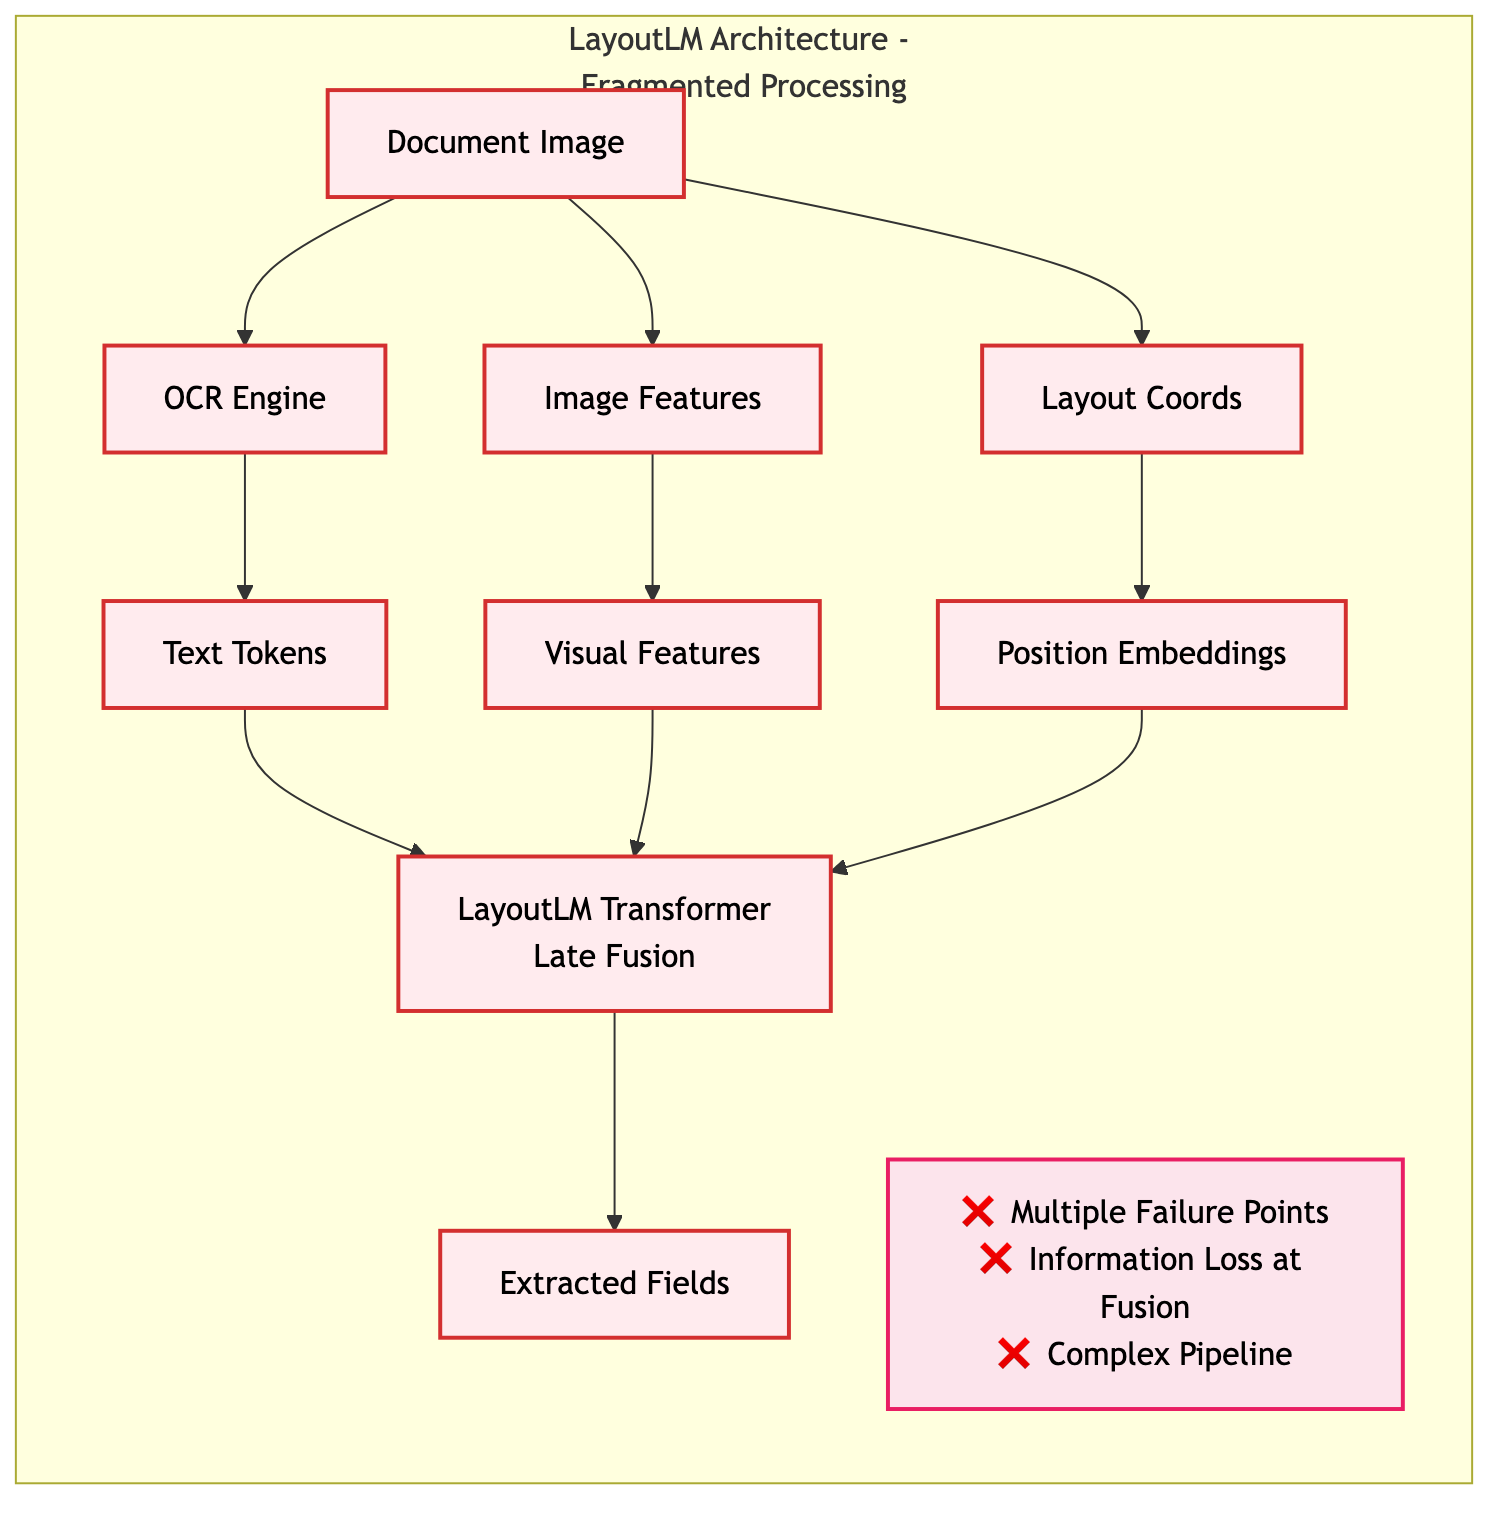 LayoutLM Architecture -
Fragmented Processing
Document Image
OCR Engine
Image Features
Layout Coords
Text Tokens
Visual Features
Position Embeddings
LayoutLM Transformer
Late Fusion
Extracted Fields
❌ Multiple Failure Points
❌ Information Loss at
Fusion
❌ Complex Pipeline